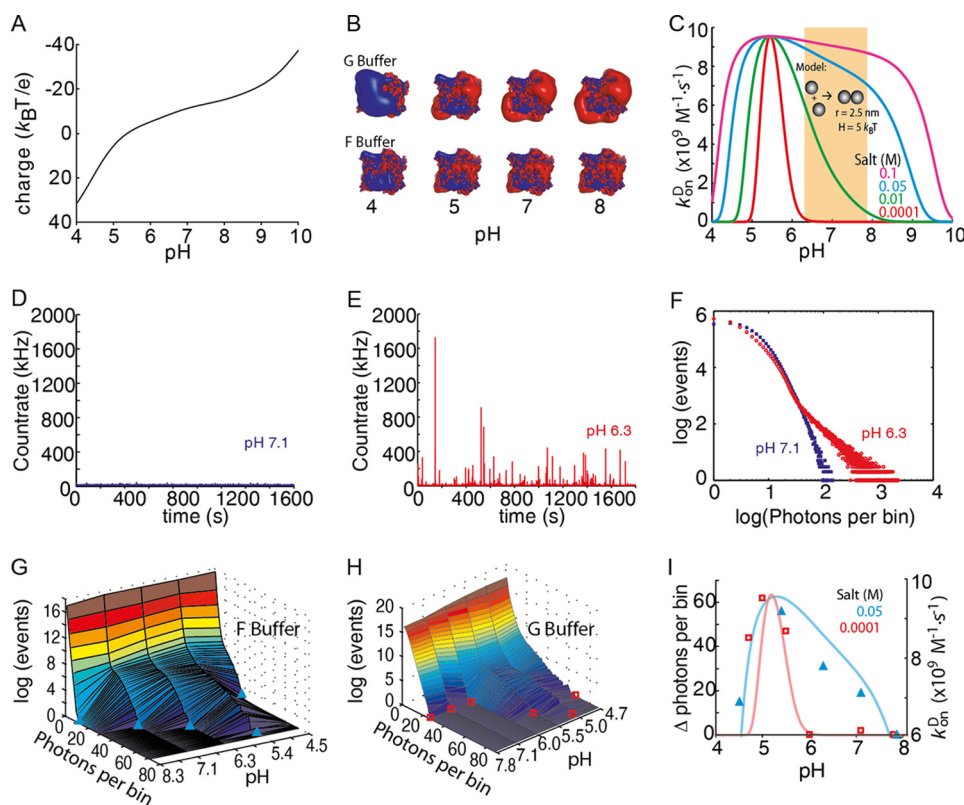 A
charge (kBT/e)
-40
-20
0
20
40
4 5 6 7 8 9 10
pH
B
G Buffer
F Buffer
4 5 7 8
pH
C
k_on^D (x10^9 M^-1·s^-1)
10
8
6
4
2
0
Model:
+ →
r = 2.5 nm
H = 5 kBT
Salt (M)
0.1
0.05
0.01
0.0001
4 5 6 7 8 9 10
pH
D
Countrate (kHz)
2000
1600
1200
800
400
0
pH 7.1
0 400 800 1200 1600
time (s)
E
Countrate (kHz)
2000
1600
1200
800
400
0
pH 6.3
0 400 800 1200 1600
time (s)
F
log (events)
6
4
2
0
pH 7.1
pH 6.3
0 1 2 3 4
log(Photons per bin)
G
log (events)
16
12
8
4
0
F Buffer
0 20 40 60 80
Photons per bin
8.3 7.1 6.3 5.4 4.5
pH
H
log (events)
20
15
10
5
0
G Buffer
0 20 40 60 80
Photons per bin
7.8 7.1 6.0 5.5 5.0 4.7
pH
I
Δ photons per bin
60
40
20
0
Salt (M)
0.05
0.0001
10
9
8
7
6
k_on^D (x10^9 M^-1·s^-1)
4 5 6 7 8
pH